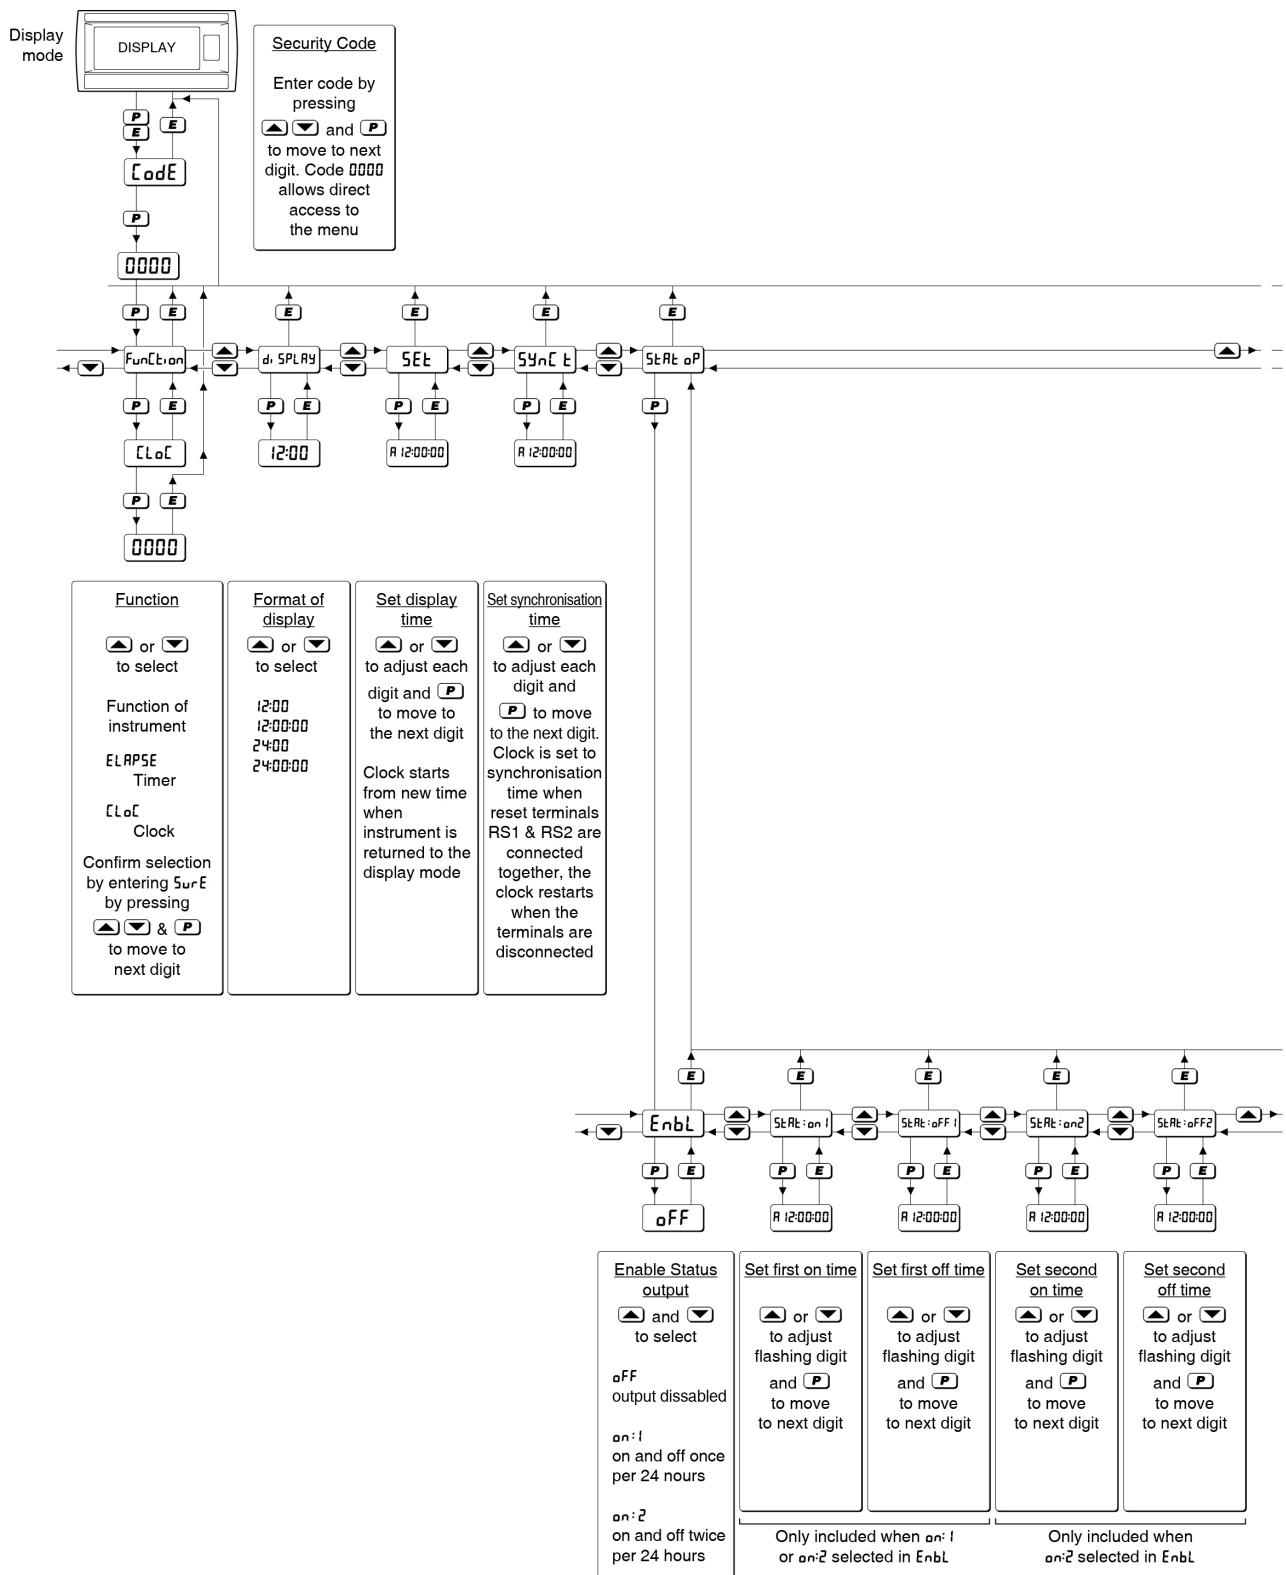 Display
mode
DISPLAY
Security Code
Enter code by
pressing
and P
to move to next
digit. Code 0000
allows direct
access to
the menu
P
E
E
CodE
P
0000
P E E E E E
FunCtion
di SPLAY
SEt
SYnC t
StAt oP
P E P E P E P E P
CLoC
12:00
A 12:00:00
A 12:00:00
P E
0000
Function
or
to select
Function of
instrument
ELAPSE
Timer
CLoC
Clock
Confirm selection
by entering SurE
by pressing
& P
to move to
next digit
Format of
display
or
to select
12:00
12:00:00
24:00
24:00:00
Set display
time
or
to adjust each
digit and P
to move to
the next digit
Clock starts
from new time
when
instrument is
returned to the
display mode
Set synchronisation
time
or
to adjust each
digit and
P to move
to the next digit.
Clock is set to
synchronisation
time when
reset terminals
RS1 & RS2 are
connected
together, the
clock restarts
when the
terminals are
disconnected
E E E E E
EnbL
StAt:on1
StAt:oFF1
StAt:on2
StAt:oFF2
P E P E P E P E P E
oFF
A 12:00:00
A 12:00:00
A 12:00:00
A 12:00:00
Enable Status
output
and
to select
oFF
output dissabled
on:1
on and off once
per 24 hours
on:2
on and off twice
per 24 hours
Set first on time
or
to adjust
flashing digit
and P
to move
to next digit
Set first off time
or
to adjust
flashing digit
and P
to move
to next digit
Set second
on time
or
to adjust
flashing digit
and P
to move
to next digit
Set second
off time
or
to adjust
flashing digit
and P
to move
to next digit
Only included when on:1
or on:2 selected in EnbL
Only included when
on:2 selected in EnbL